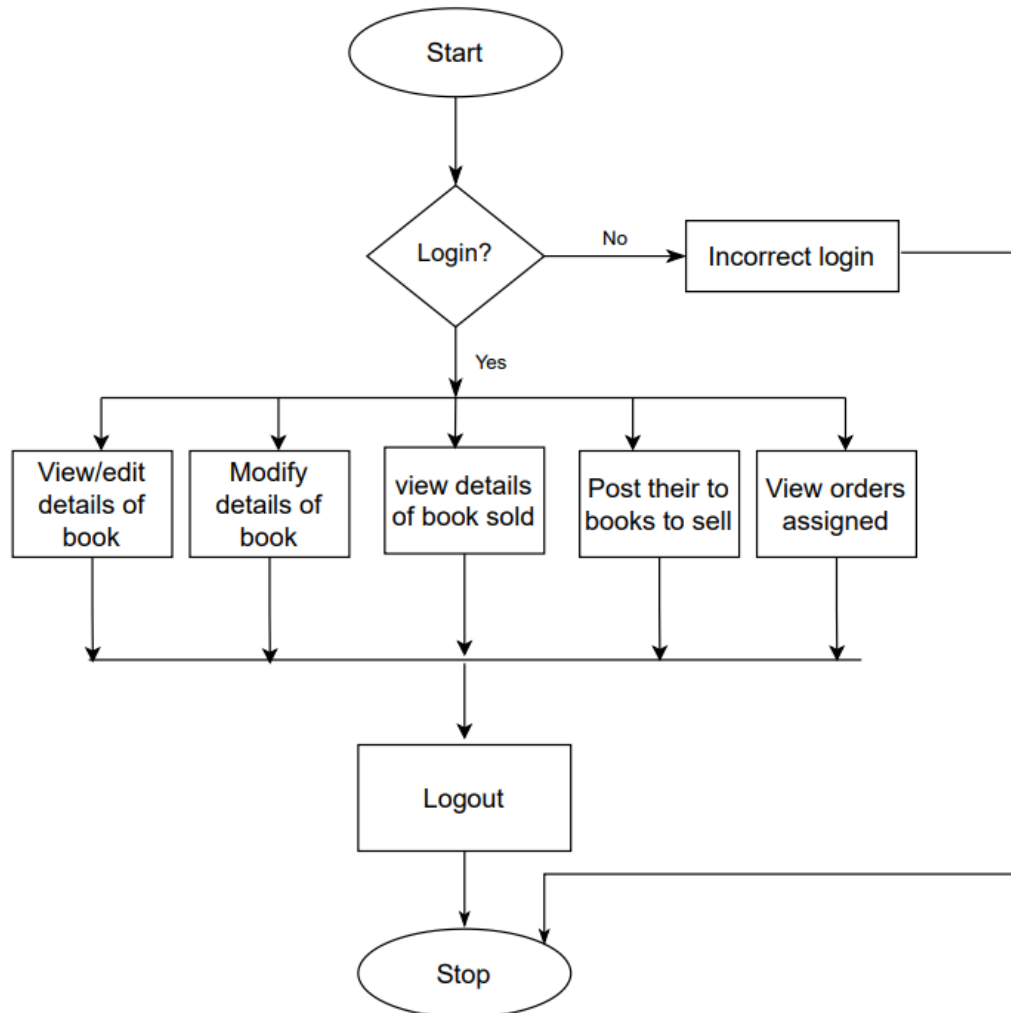 Start
Login?
No
Incorrect login
Yes
View/edit
details of
book
Modify
details of
book
view details
of book sold
Post their to
books to sell
View orders
assigned
Logout
Stop